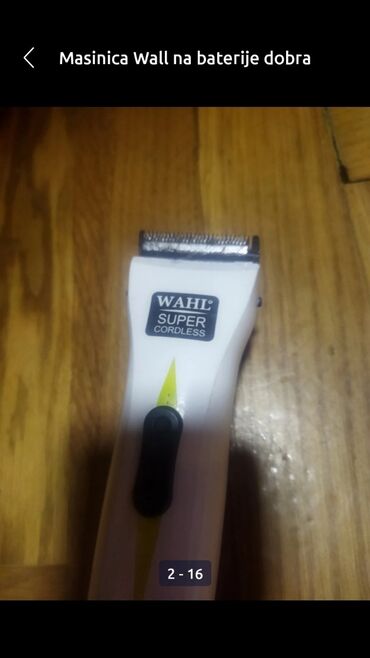 Masinica Wall na baterije dobra
WAHL®
SUPER
CORDLESS
2 - 16